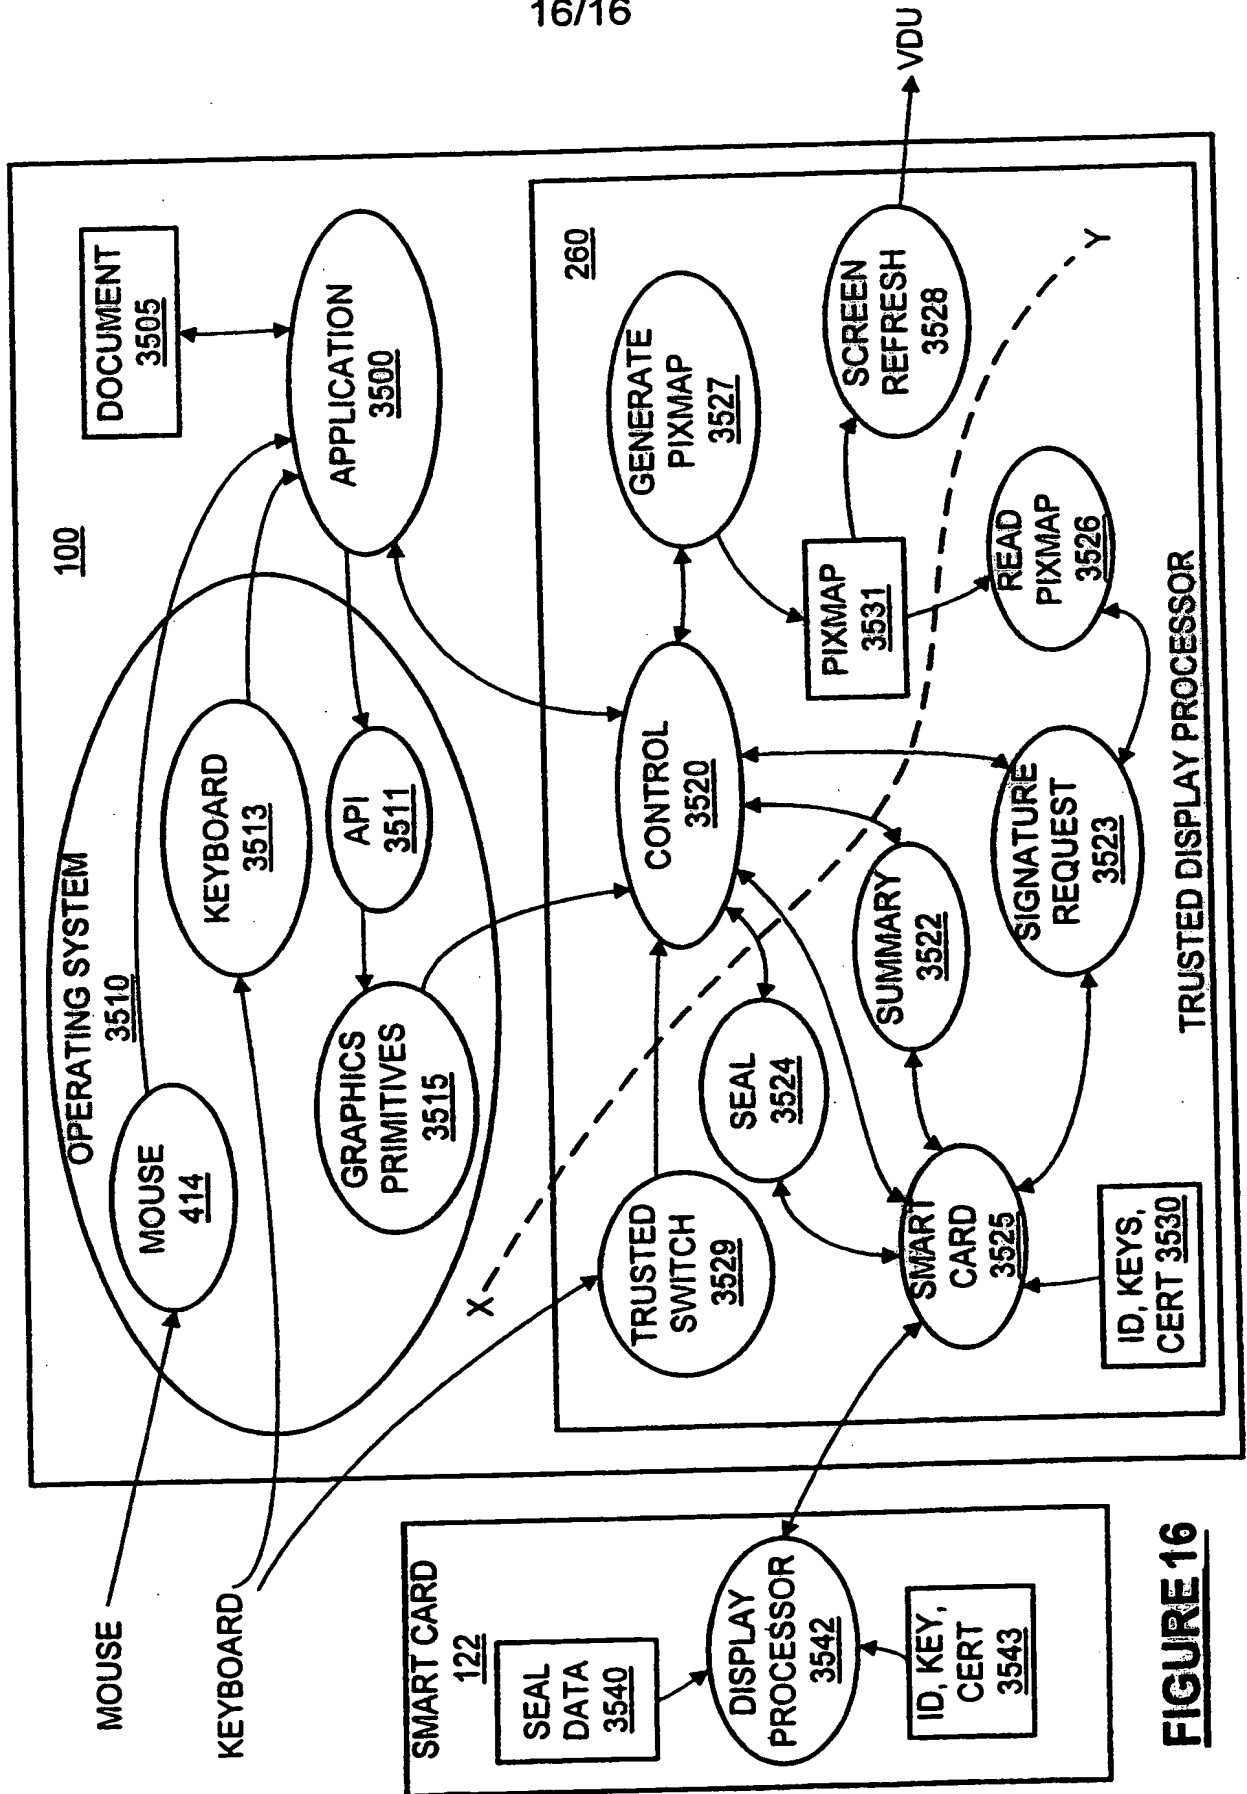 16/16
MOUSE
KEYBOARD
100
OPERATING SYSTEM
3510
MOUSE
414
KEYBOARD
3513
API
3511
GRAPHICS
PRIMITIVES
3515
DOCUMENT
3505
APPLICATION
3500
X
260
TRUSTED
SWITCH
3529
CONTROL
3520
GENERATE
PIXMAP
3527
SEAL
3524
PIXMAP
3531
SCREEN
REFRESH
3528
VDU
SMART
CARD
3525
SUMMARY
3522
SIGNATURE
REQUEST
3523
READ
PIXMAP
3526
Y
ID, KEYS,
CERT 3530
TRUSTED DISPLAY PROCESSOR
SMART CARD
122
SEAL
DATA
3540
DISPLAY
PROCESSOR
3542
ID, KEY,
CERT
3543
FIGURE 16